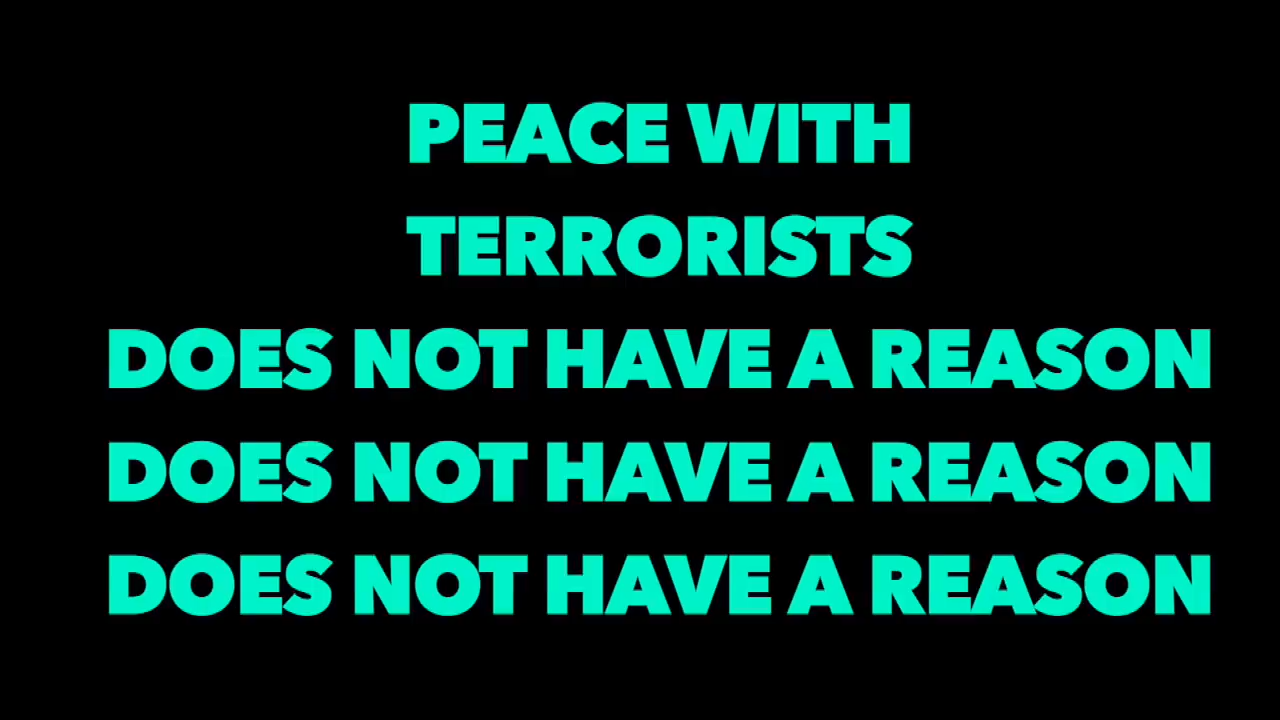 PEACE WITH
TERRORISTS
DOES NOT HAVE A REASON
DOES NOT HAVE A REASON
DOES NOT HAVE A REASON